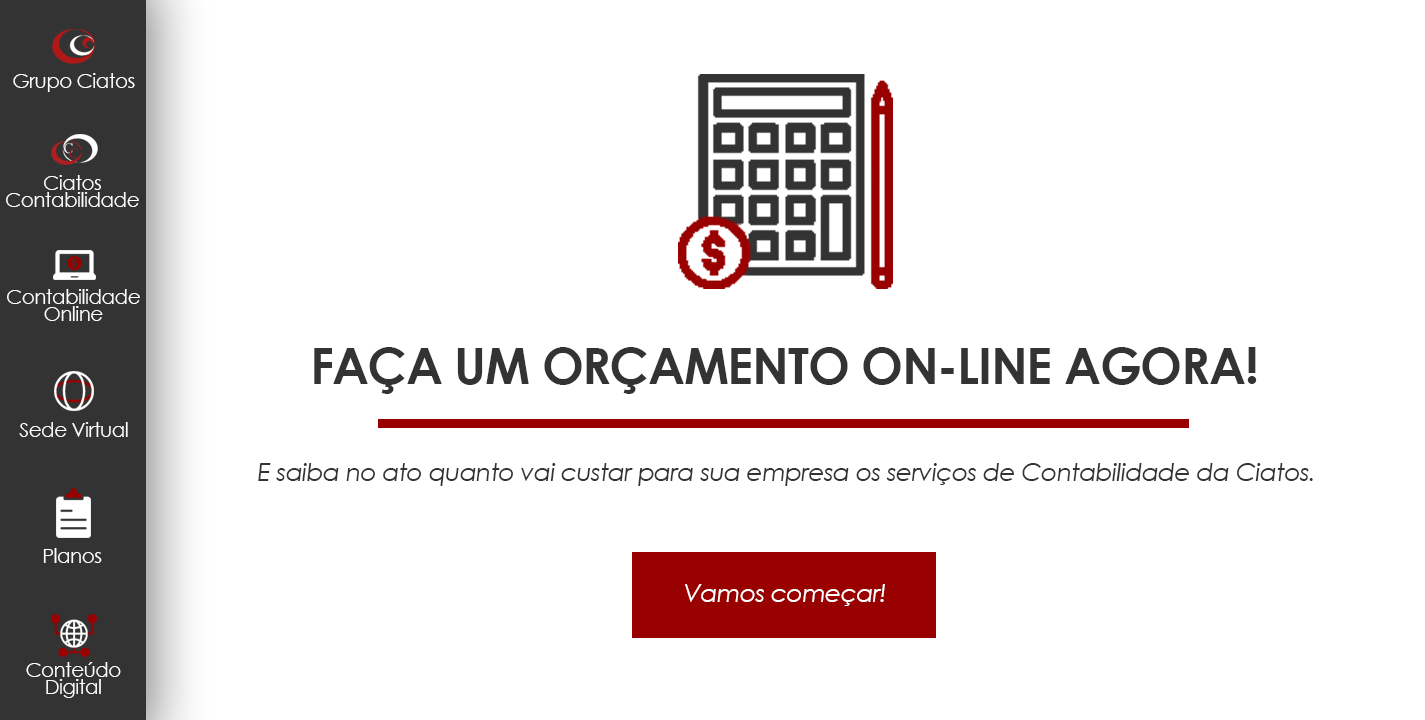 Grupo Ciatos
Ciatos
Contabilidade
Contabilidade
Online
Sede Virtual
Planos
Conteúdo
Digital
$
FAÇA UM ORÇAMENTO ON-LINE AGORA!
E saiba no ato quanto vai custar para sua empresa os serviços de Contabilidade da Ciatos.
Vamos começar!